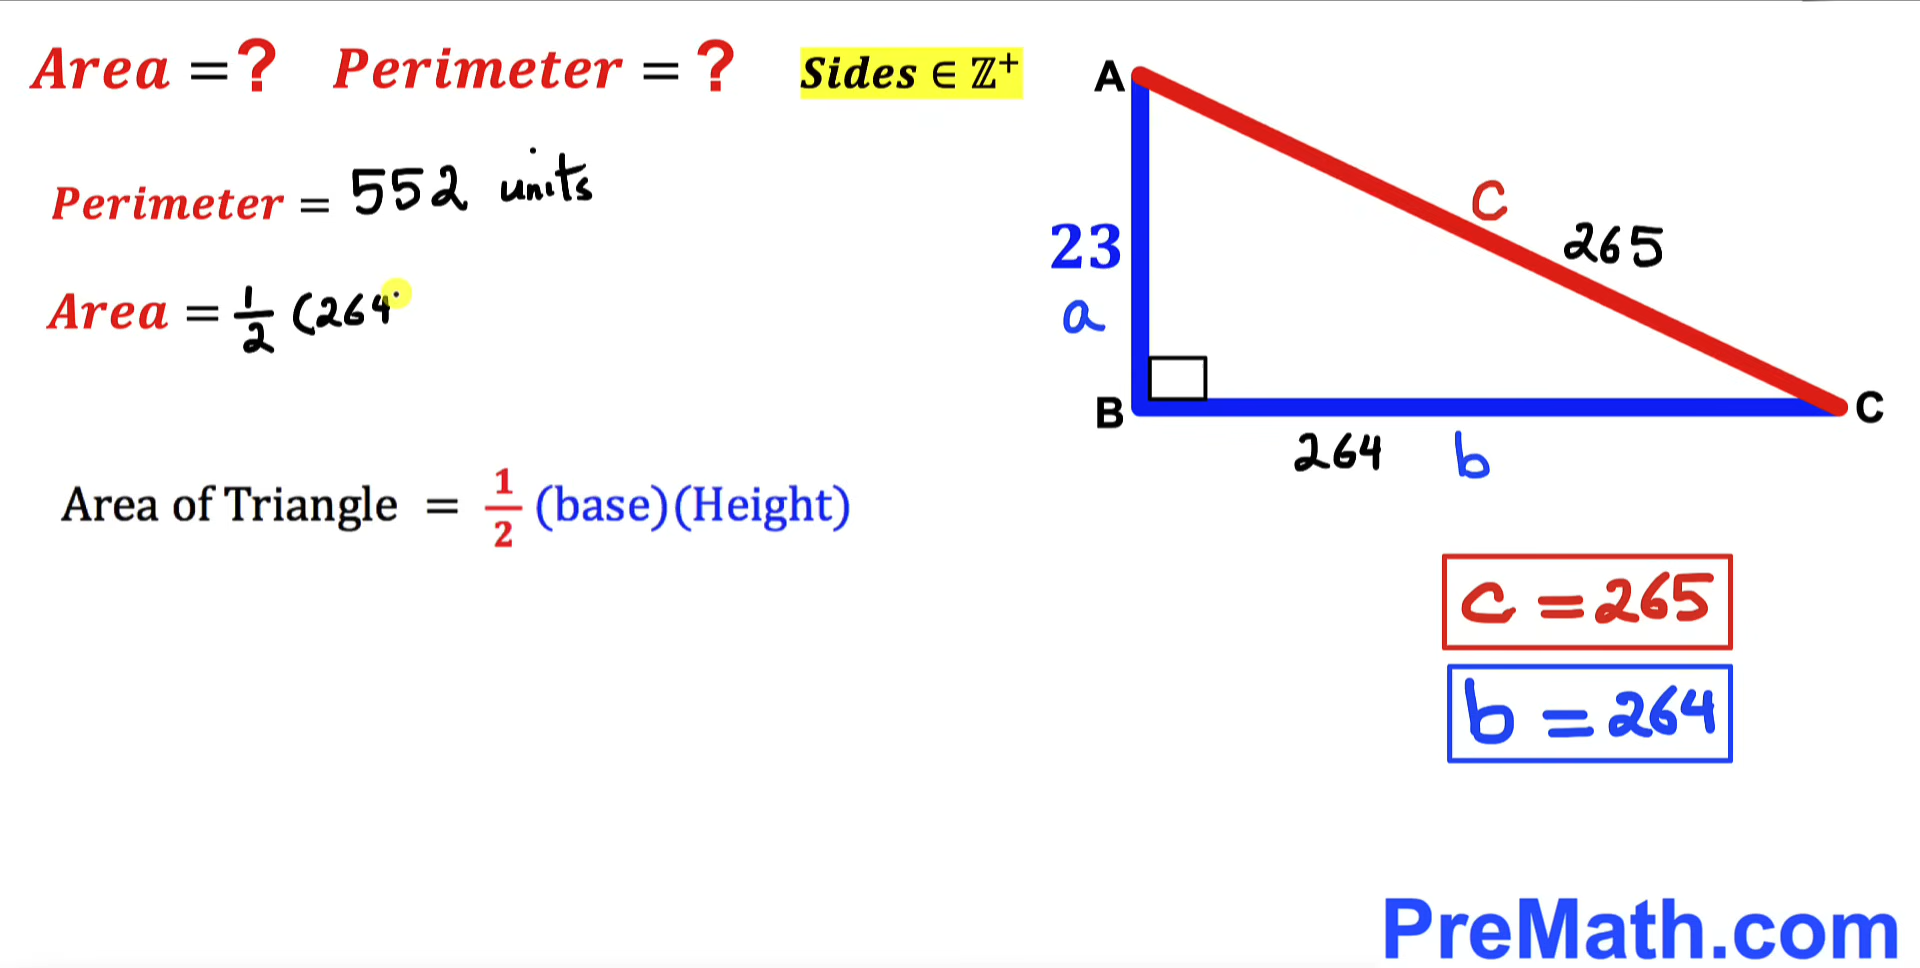 Area = ? Perimeter = ? Sides ∈ ℤ⁺
Perimeter = 552 units
Area = 1/2 (264
Area of Triangle = 1/2 (base)(Height)
A
23
a
B
C
c
265
264 b
c = 265
b = 264
PreMath.com